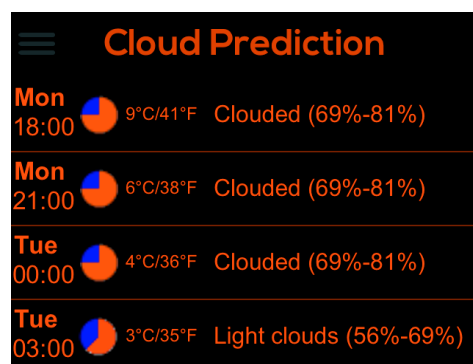 Cloud Prediction
Mon
18:00 9°C/41°F Clouded (69%-81%)
Mon
21:00 6°C/38°F Clouded (69%-81%)
Tue
00:00 4°C/36°F Clouded (69%-81%)
Tue
03:00 3°C/35°F Light clouds (56%-69%)